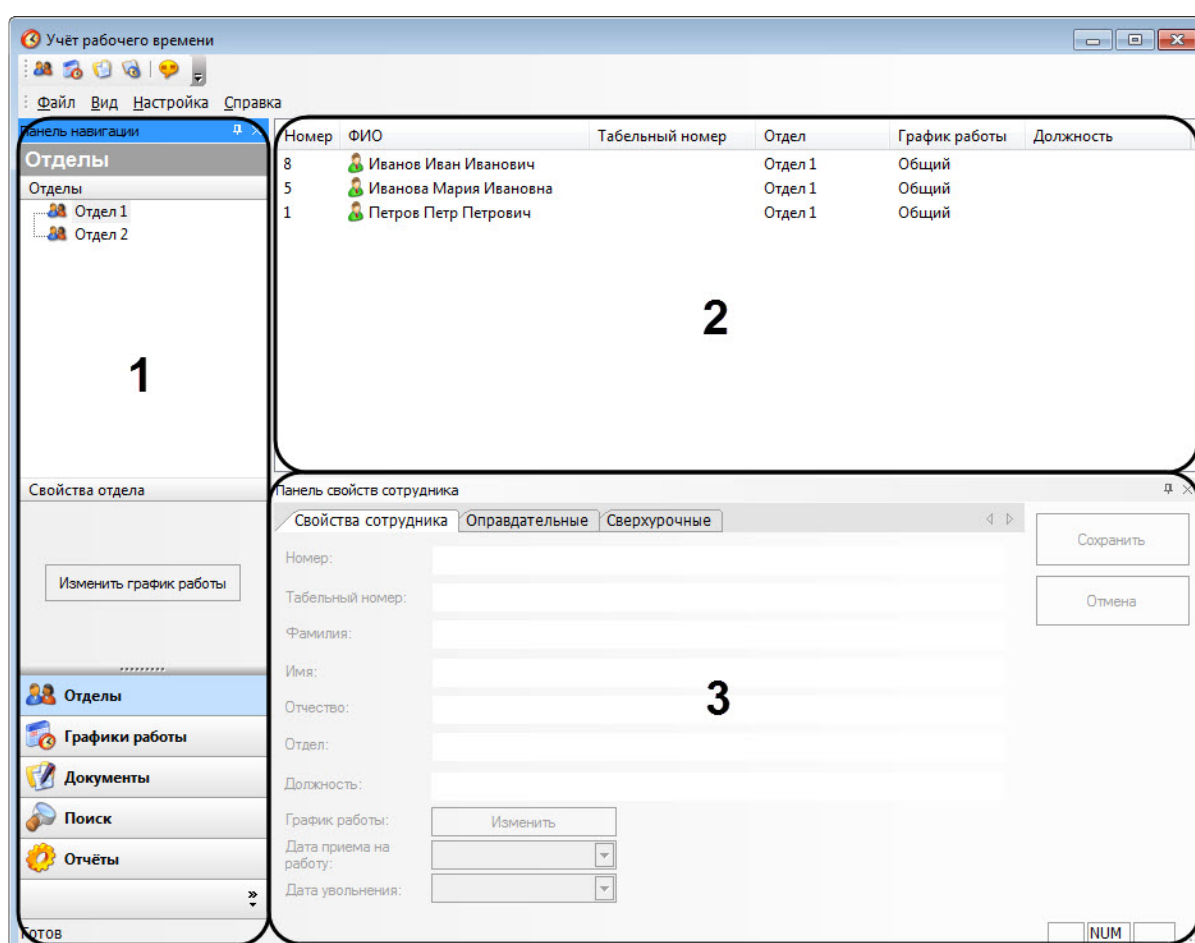 Учёт рабочего времени
Файл Вид Настройка Справка
Панель навигации
Отделы
Отделы
Отдел 1
Отдел 2
1
Свойства отдела
Изменить график работы
Отделы
Графики работы
Документы
Поиск
Отчёты
Готов
Номер ФИО Табельный номер Отдел График работы Должность
8 Иванов Иван Иванович Отдел 1 Общий
5 Иванова Мария Ивановна Отдел 1 Общий
1 Петров Петр Петрович Отдел 1 Общий
2
Панель свойств сотрудника
Свойства сотрудника Оправдательные Сверхурочные
Номер:
Табельный номер:
Фамилия:
Имя:
Отчество:
Отдел:
Должность:
График работы: Изменить
Дата приема на
работу:
Дата увольнения:
3
Сохранить
Отмена
NUM